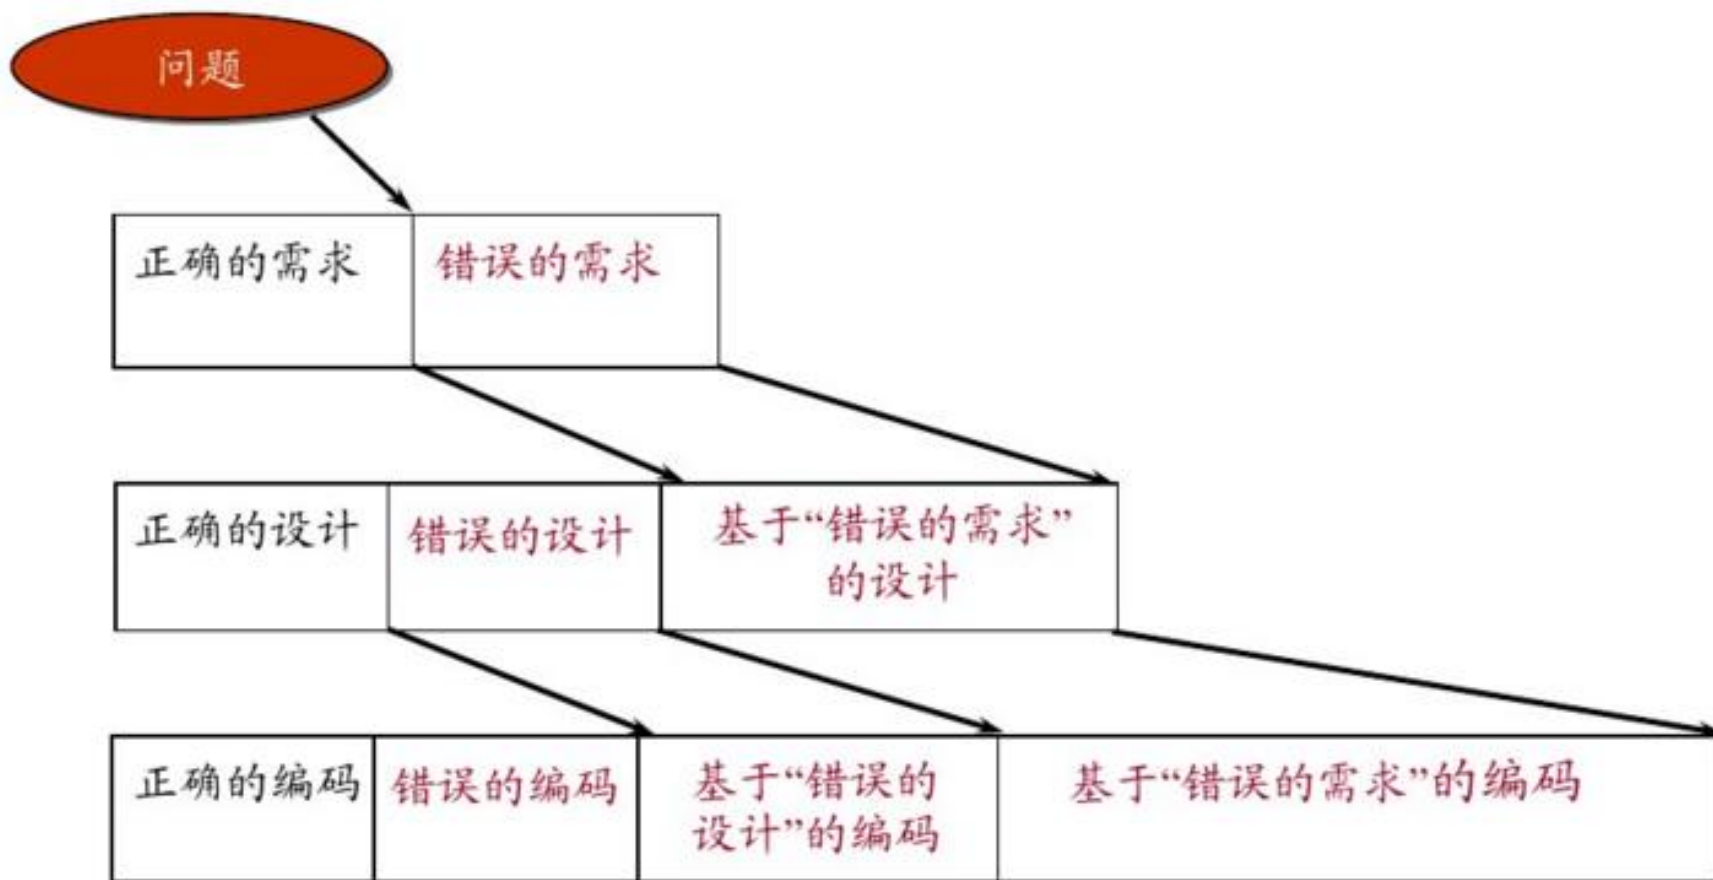 问题
正确的需求
错误的需求
正确的设计
错误的设计
基于“错误的需求”
的设计
正确的编码
错误的编码
基于“错误的
设计”的编码
基于“错误的需求”的编码